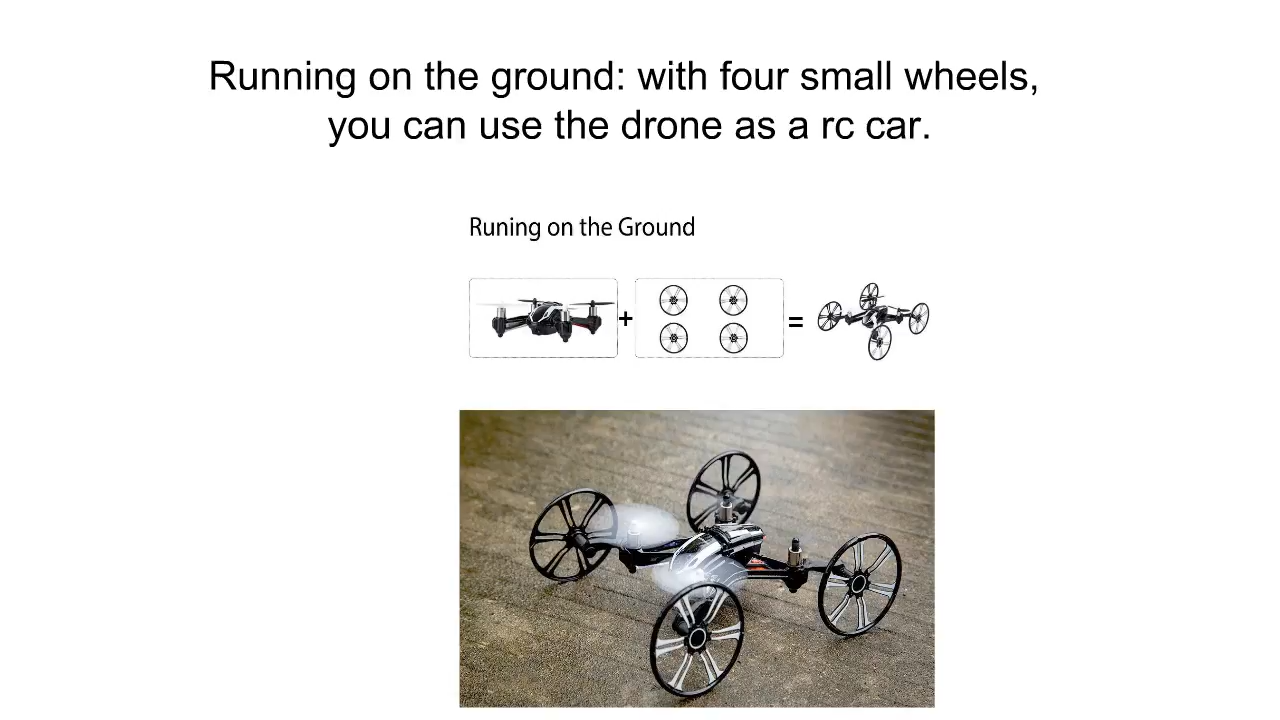 Running on the ground: with four small wheels,
you can use the drone as a rc car.
Runing on the Ground
+ =